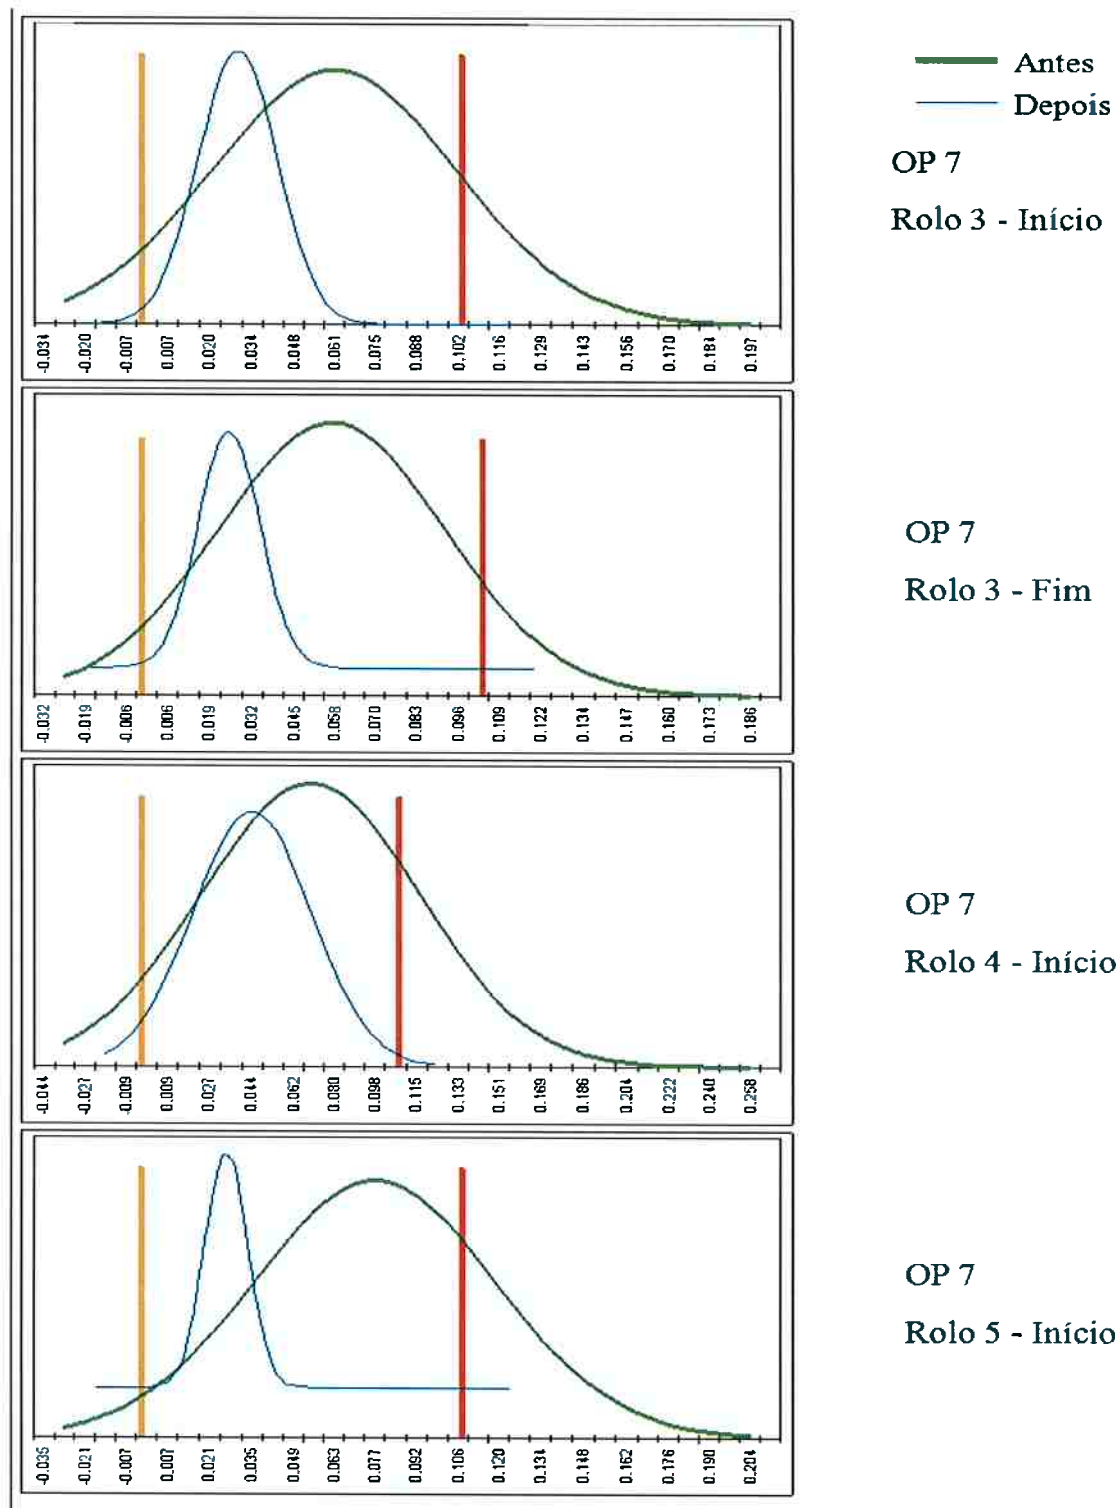 Antes
Depois
OP 7
Rolo 3 - Início
-0.034 -0.020 -0.007 0.007 0.020 0.034 0.048 0.061 0.075 0.088 0.102 0.116 0.129 0.143 0.156 0.170 0.184 0.197
OP 7
Rolo 3 - Fim
-0.032 -0.019 -0.006 0.006 0.019 0.032 0.045 0.058 0.070 0.083 0.096 0.109 0.122 0.134 0.147 0.160 0.173 0.186
OP 7
Rolo 4 - Início
-0.044 -0.027 -0.009 0.009 0.027 0.044 0.062 0.080 0.098 0.115 0.133 0.151 0.169 0.186 0.204 0.222 0.240 0.258
OP 7
Rolo 5 - Início
-0.035 -0.021 -0.007 0.007 0.021 0.035 0.049 0.063 0.077 0.092 0.106 0.120 0.134 0.148 0.162 0.176 0.190 0.204